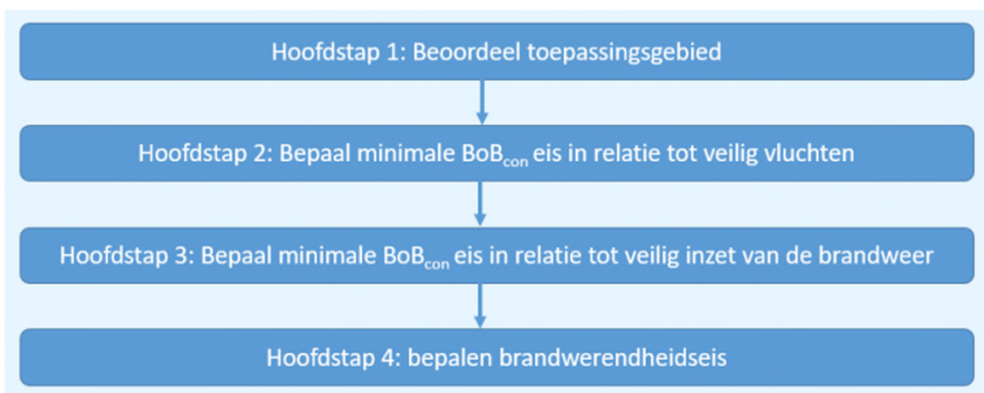 Hoofdstap 1: Beoordeel toepassingsgebied
Hoofdstap 2: Bepaal minimale BoBcon eis in relatie tot veilig vluchten
Hoofdstap 3: Bepaal minimale BoBcon eis in relatie tot veilig inzet van de brandweer
Hoofdstap 4: bepalen brandwerendheidseis